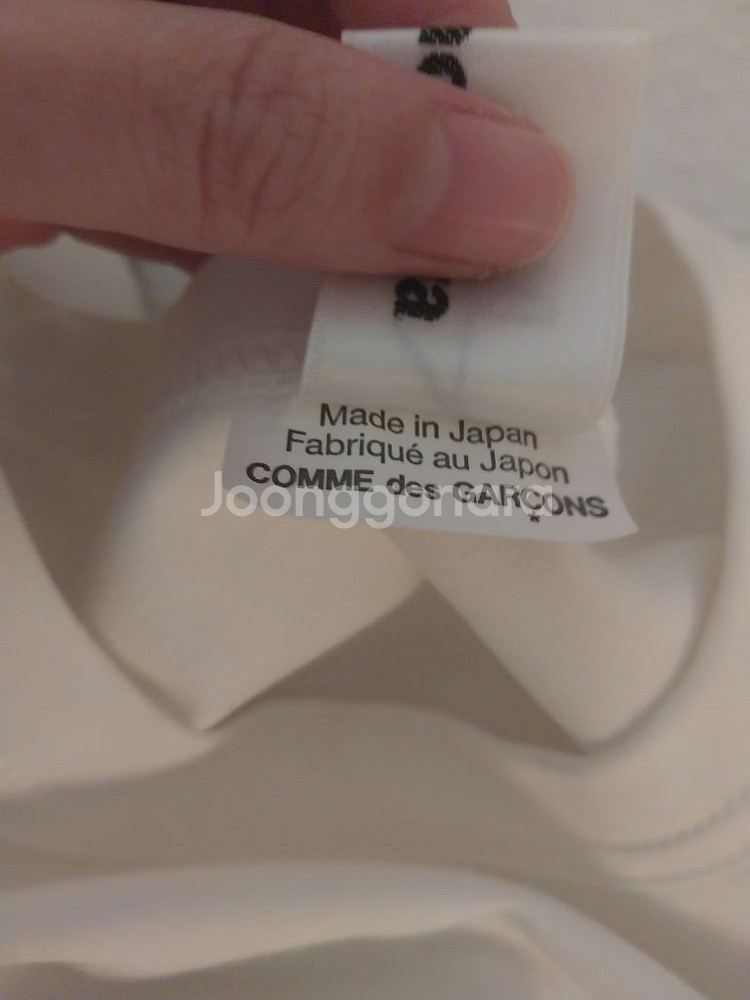 Made in Japan
Fabriqué au Japon
COMME des GARÇONS
Joonggonara